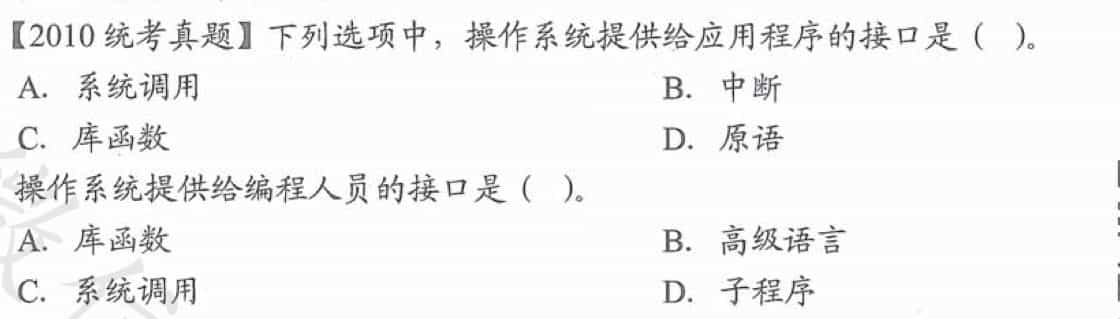 【2010 统考真题】下列选项中，操作系统提供给应用程序的接口是（ ）。
A. 系统调用 B. 中断
C. 库函数 D. 原语
操作系统提供给编程人员的接口是（ ）。
A. 库函数 B. 高级语言
C. 系统调用 D. 子程序